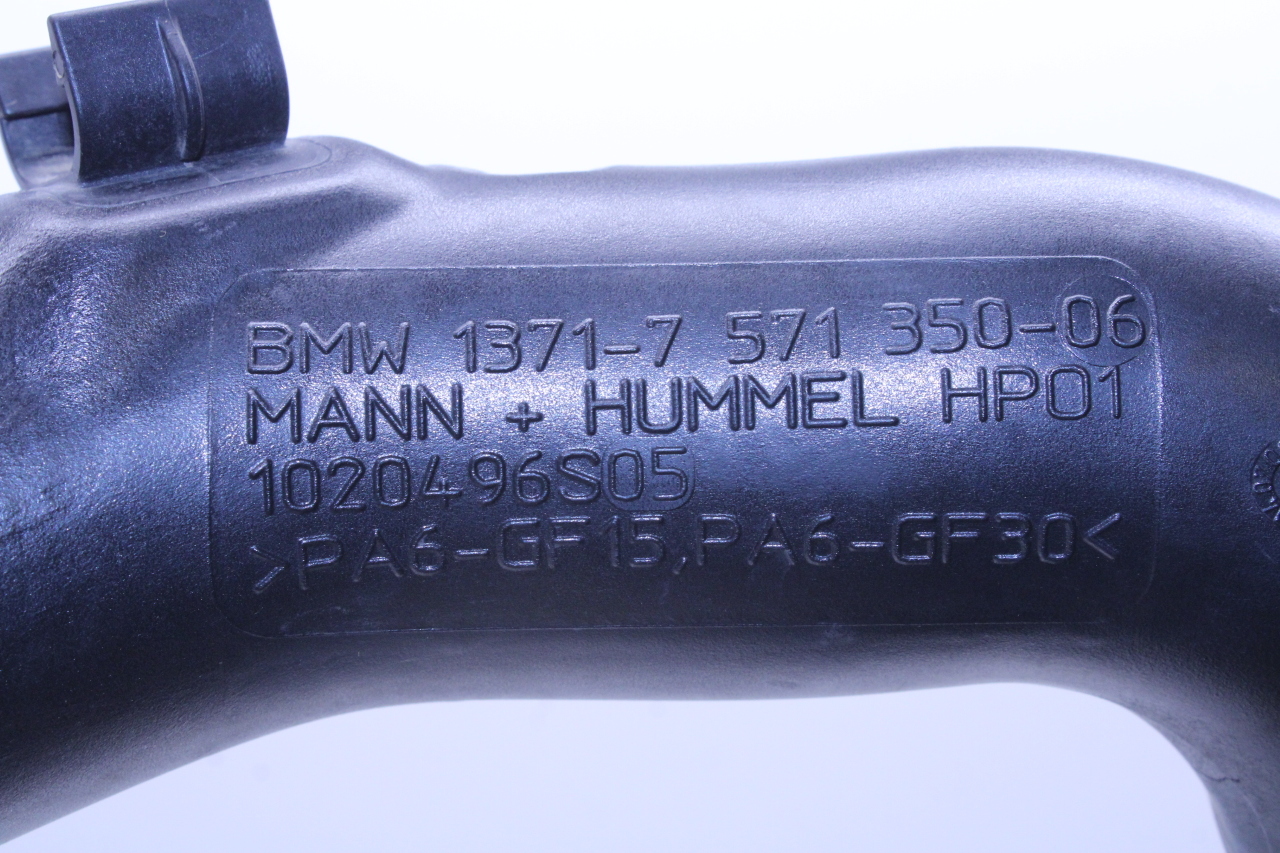 BMW 1371-7 571 350-06
MANN + HUMMEL HP01
1020496S05
>PA6-GF15,PA6-GF30<